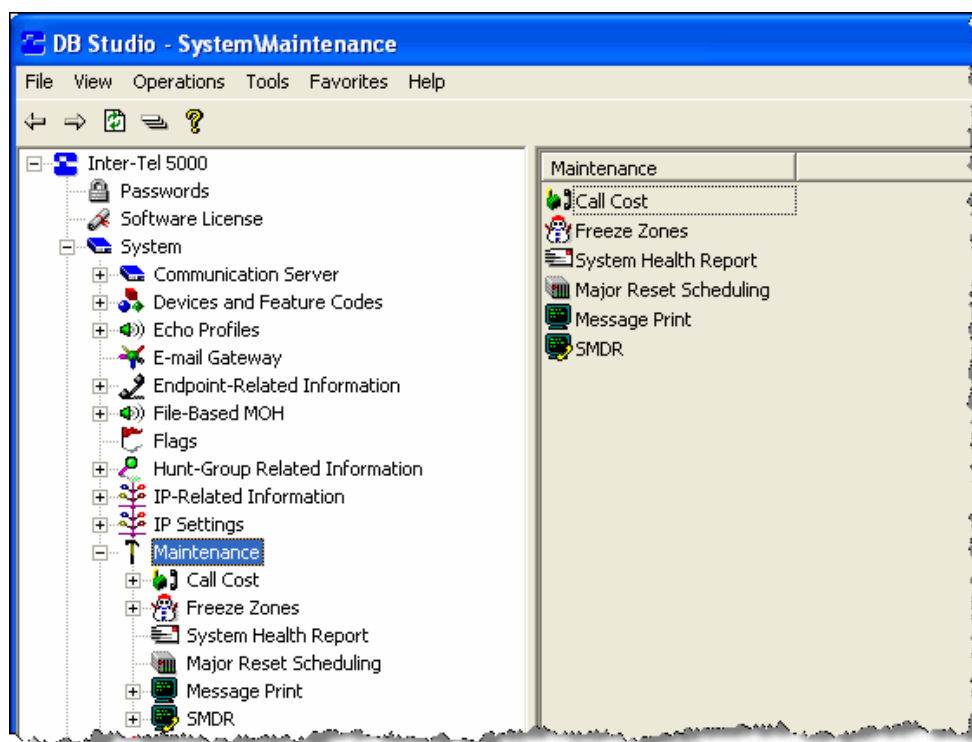 DB Studio - System\Maintenance
File View Operations Tools Favorites Help
Inter-Tel 5000
Passwords
Software License
System
Communication Server
Devices and Feature Codes
Echo Profiles
E-mail Gateway
Endpoint-Related Information
File-Based MOH
Flags
Hunt-Group Related Information
IP-Related Information
IP Settings
Maintenance
Call Cost
Freeze Zones
System Health Report
Major Reset Scheduling
Message Print
SMDR
Maintenance
Call Cost
Freeze Zones
System Health Report
Major Reset Scheduling
Message Print
SMDR